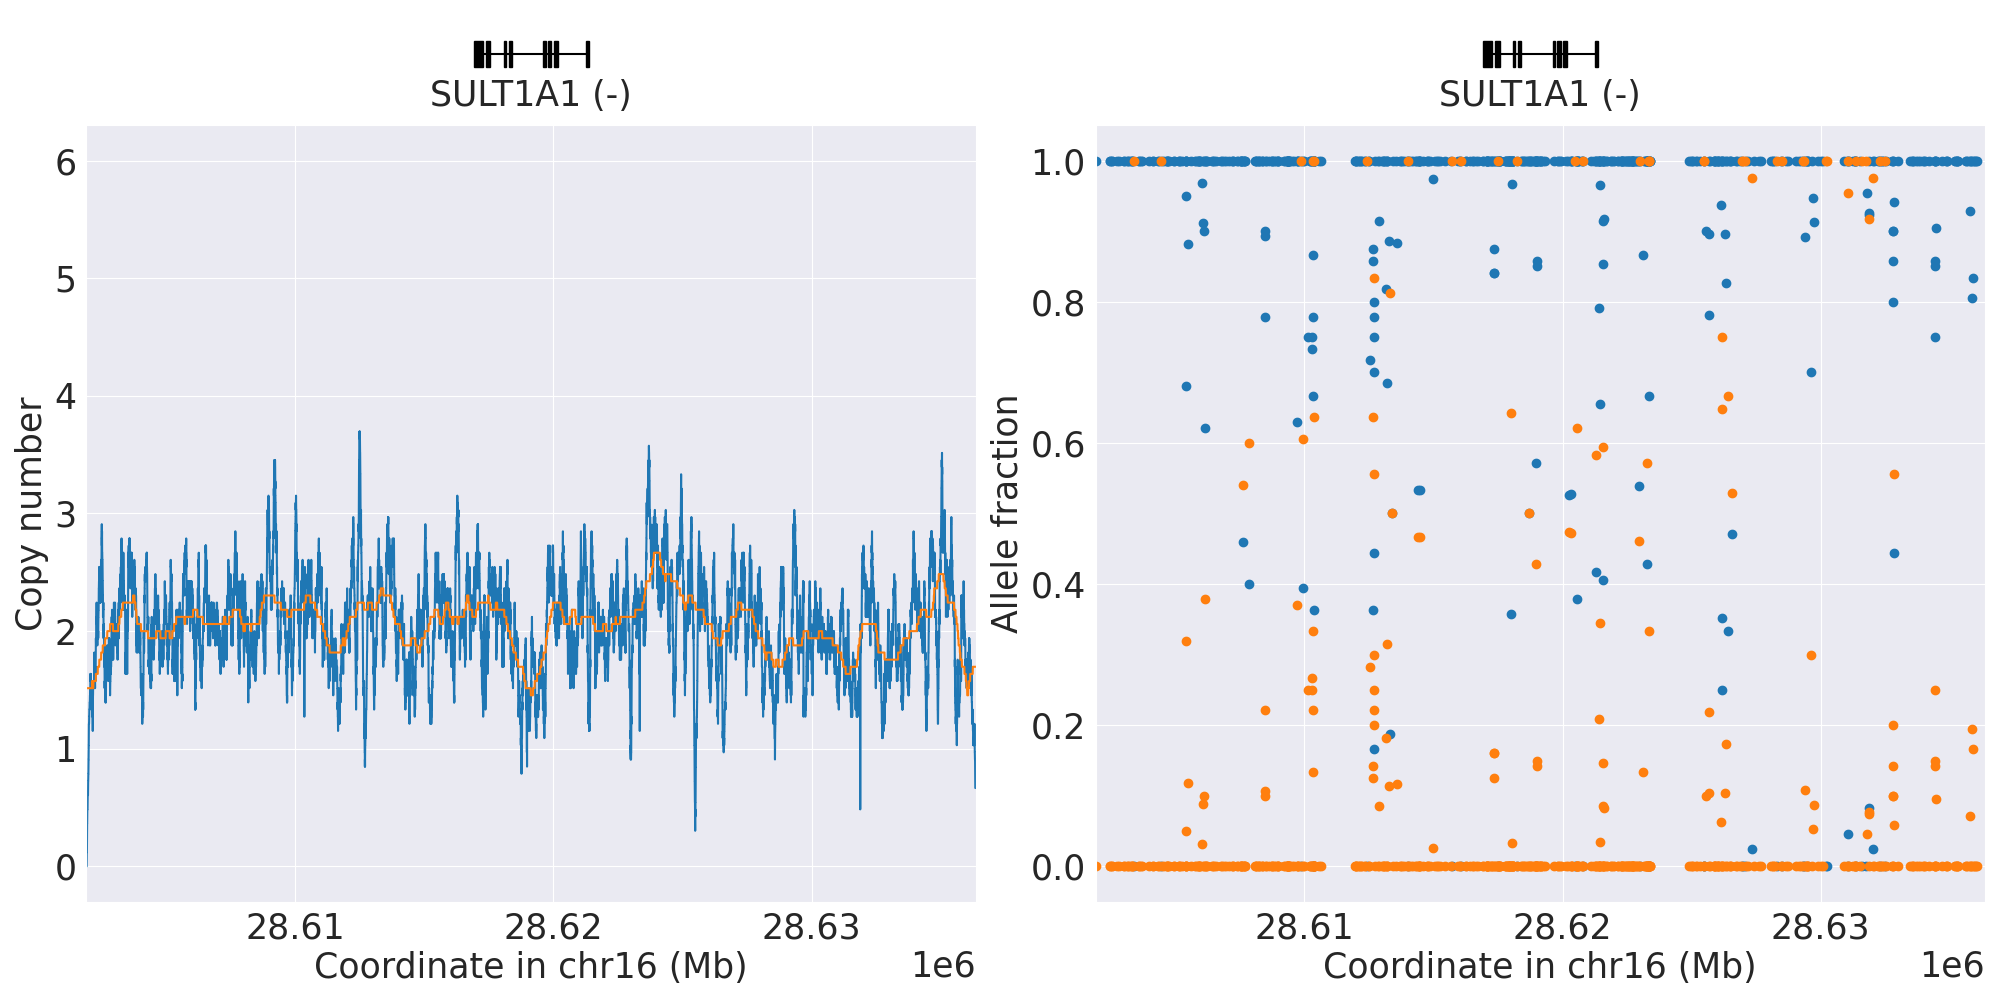 SULT1A1 (-)
Copy number
6
5
4
3
2
1
0
28.61 28.62 28.63
Coordinate in chr16 (Mb)
1e6
SULT1A1 (-)
Allele fraction
1.0
0.8
0.6
0.4
0.2
0.0
28.61 28.62 28.63
Coordinate in chr16 (Mb)
1e6